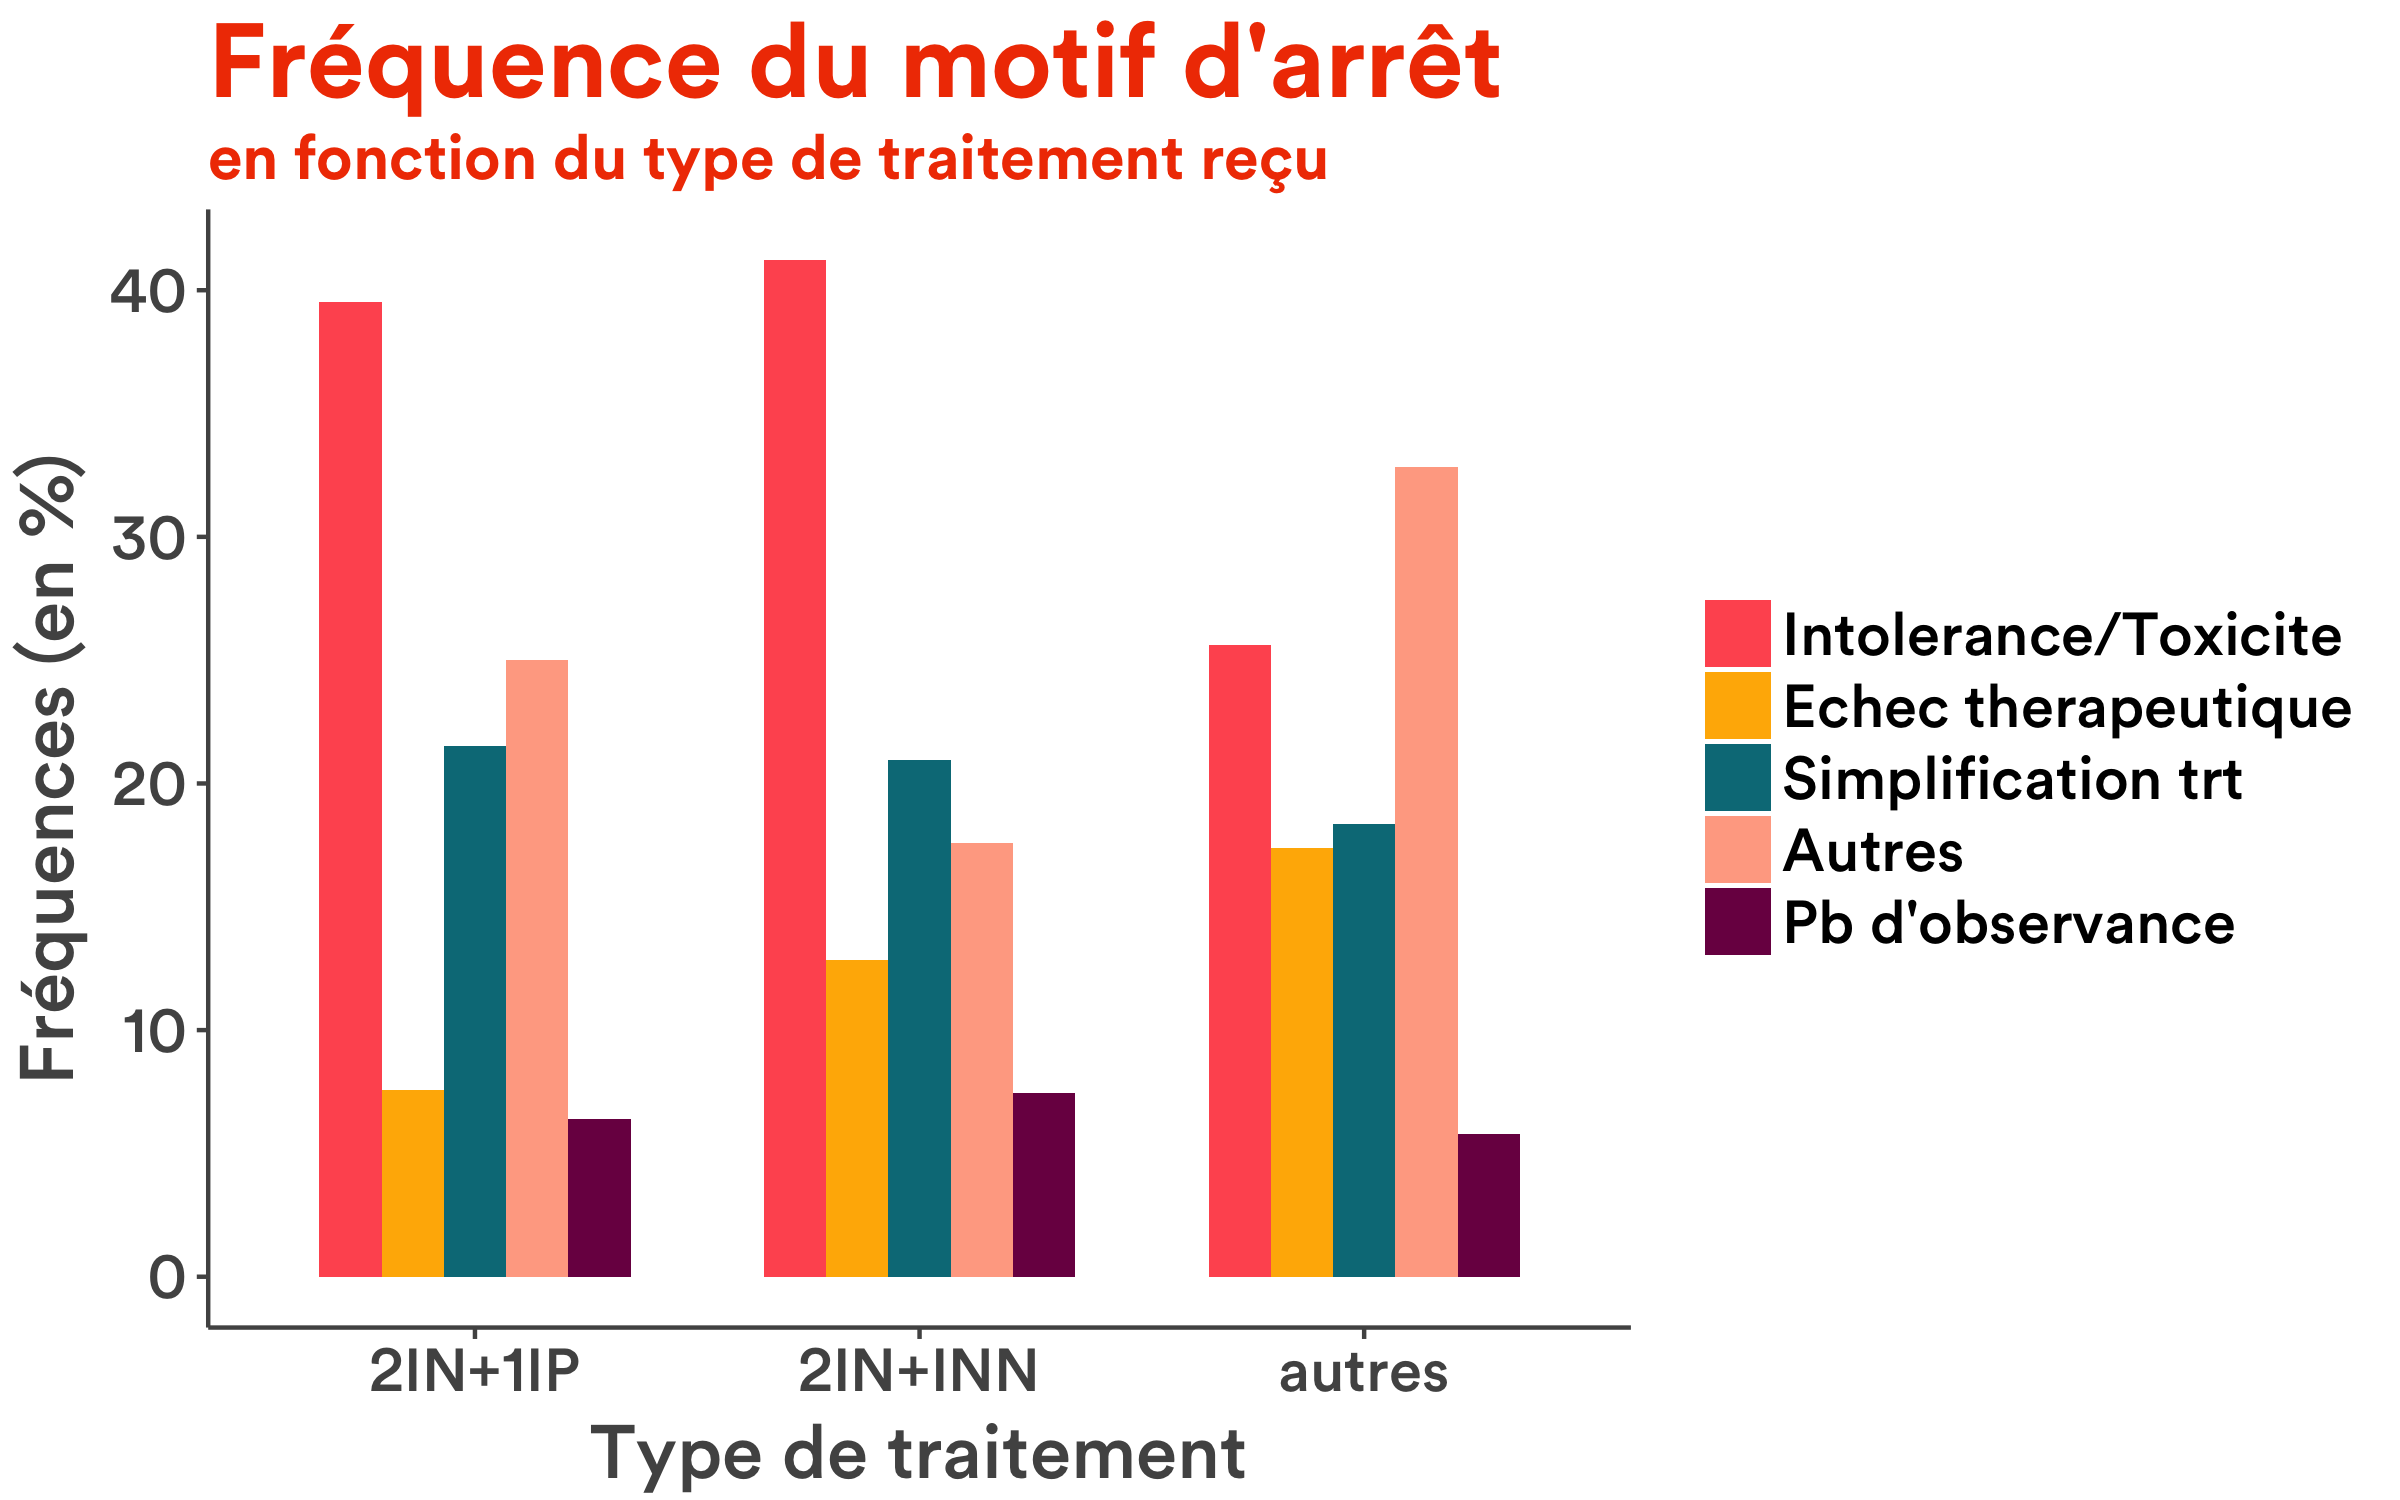 Fréquence du motif d'arrêt
en fonction du type de traitement reçu
Fréquences (en %)
40
30
20
10
0
2IN+1IP
2IN+INN
autres
Type de traitement
Intolerance/Toxicite
Echec therapeutique
Simplification trt
Autres
Pb d'observance